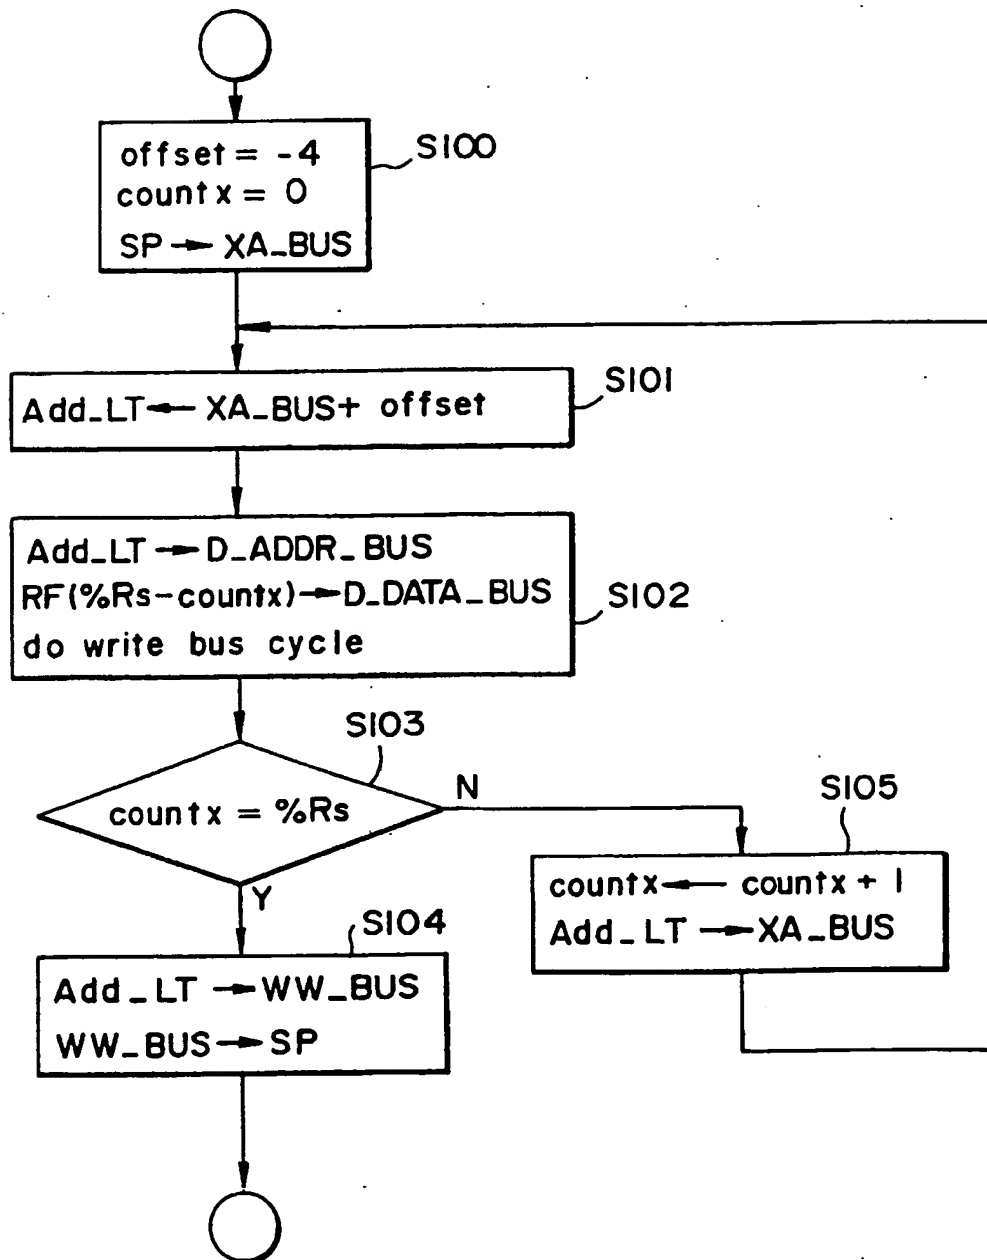 offset = -4
countx = 0
SP → XA_BUS
S100
Add_LT ← XA_BUS + offset
S101
Add_LT → D_ADDR_BUS
RF(%Rs-countx) → D_DATA_BUS
do write bus cycle
S102
S103
countx = %Rs
N
Y
S105
countx ← countx + 1
Add_LT → XA_BUS
S104
Add_LT → WW_BUS
WW_BUS → SP